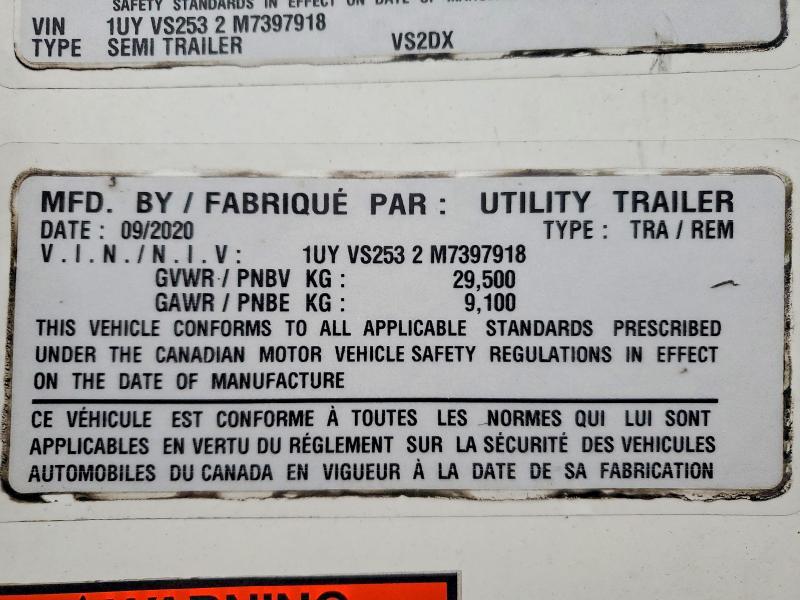 SAFETY STANDARDS IN EFFECT ON DATE OF
VIN 1UY VS253 2 M7397918
TYPE SEMI TRAILER VS2DX
MFD. BY / FABRIQUÉ PAR : UTILITY TRAILER
DATE : 09/2020 TYPE : TRA / REM
V.I.N./N.I.V: 1UY VS253 2 M7397918
GVWR / PNBV KG : 29,500
GAWR / PNBE KG : 9,100
THIS VEHICLE CONFORMS TO ALL APPLICABLE STANDARDS PRESCRIBED
UNDER THE CANADIAN MOTOR VEHICLE SAFETY REGULATIONS IN EFFECT
ON THE DATE OF MANUFACTURE
CE VÉHICULE EST CONFORME À TOUTES LES NORMES QUI LUI SONT
APPLICABLES EN VERTU DU RÉGLEMENT SUR LA SÉCURITÉ DES VEHICULES
AUTOMOBILES DU CANADA EN VIGUEUR À LA DATE DE SA FABRICATION
WARNING